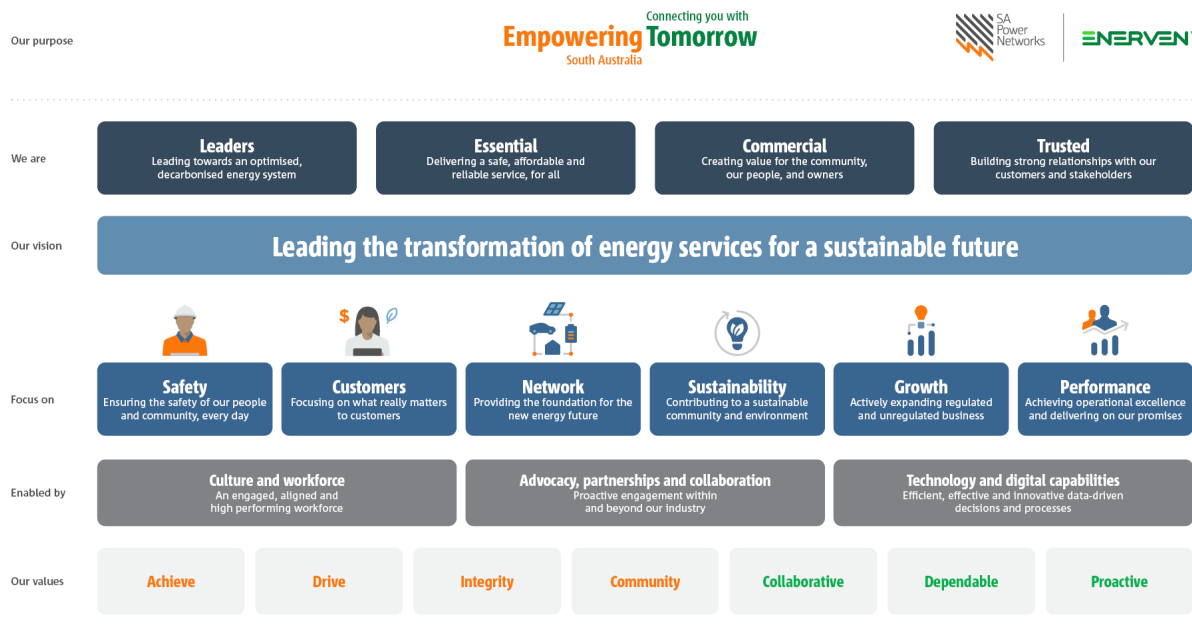 Our purpose
Connecting you with
Empowering Tomorrow
South Australia
SA
Power
Networks
ENERVEN
We are
Leaders
Leading towards an optimised,
decarbonised energy system
Essential
Delivering a safe, affordable and
reliable service, for all
Commercial
Creating value for the community,
our people, and owners
Trusted
Building strong relationships with our
customers and stakeholders
Our vision
Leading the transformation of energy services for a sustainable future
$
Focus on
Safety
Ensuring the safety of our people
and community, every day
Customers
Focusing on what really matters
to customers
Network
Providing the foundation for the
new energy future
Sustainability
Contributing to a sustainable
community and environment
Growth
Actively expanding regulated
and unregulated business
Performance
Achieving operational excellence
and delivering on our promises
Enabled by
Culture and workforce
An engaged, aligned and
high performing workforce
Advocacy, partnerships and collaboration
Proactive engagement within
and beyond our industry
Technology and digital capabilities
Efficient, effective and innovative data-driven
decisions and processes
Our values
Achieve
Drive
Integrity
Community
Collaborative
Dependable
Proactive